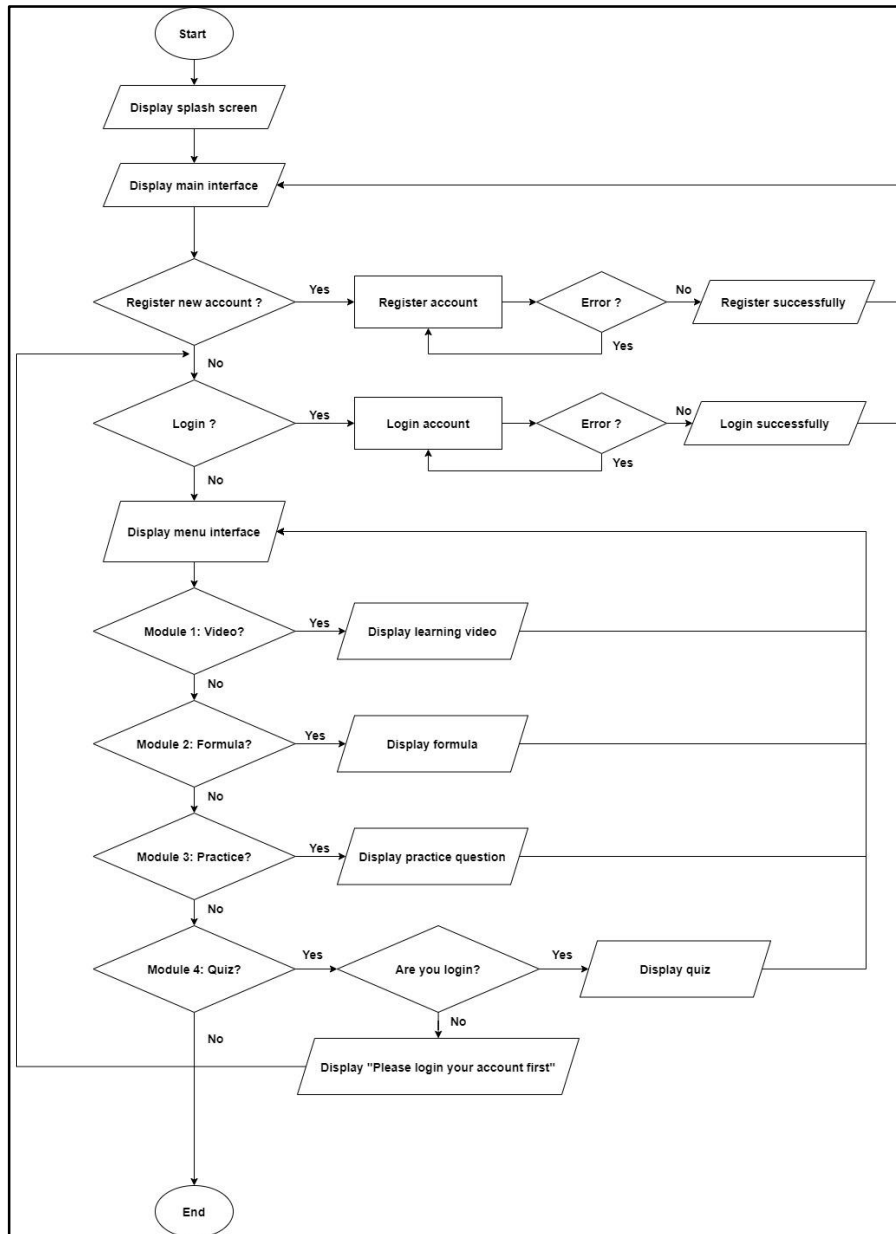 Start
Display splash screen
Display main interface
Register new account ?
Yes
Register account
Error ?
No
Register successfully
Yes
No
Login ?
Yes
Login account
Error ?
No
Login successfully
Yes
No
Display menu interface
Module 1: Video?
Yes
Display learning video
No
Module 2: Formula?
Yes
Display formula
No
Module 3: Practice?
Yes
Display practice question
No
Module 4: Quiz?
Yes
Are you login?
Yes
Display quiz
No
No
Display "Please login your account first"
End